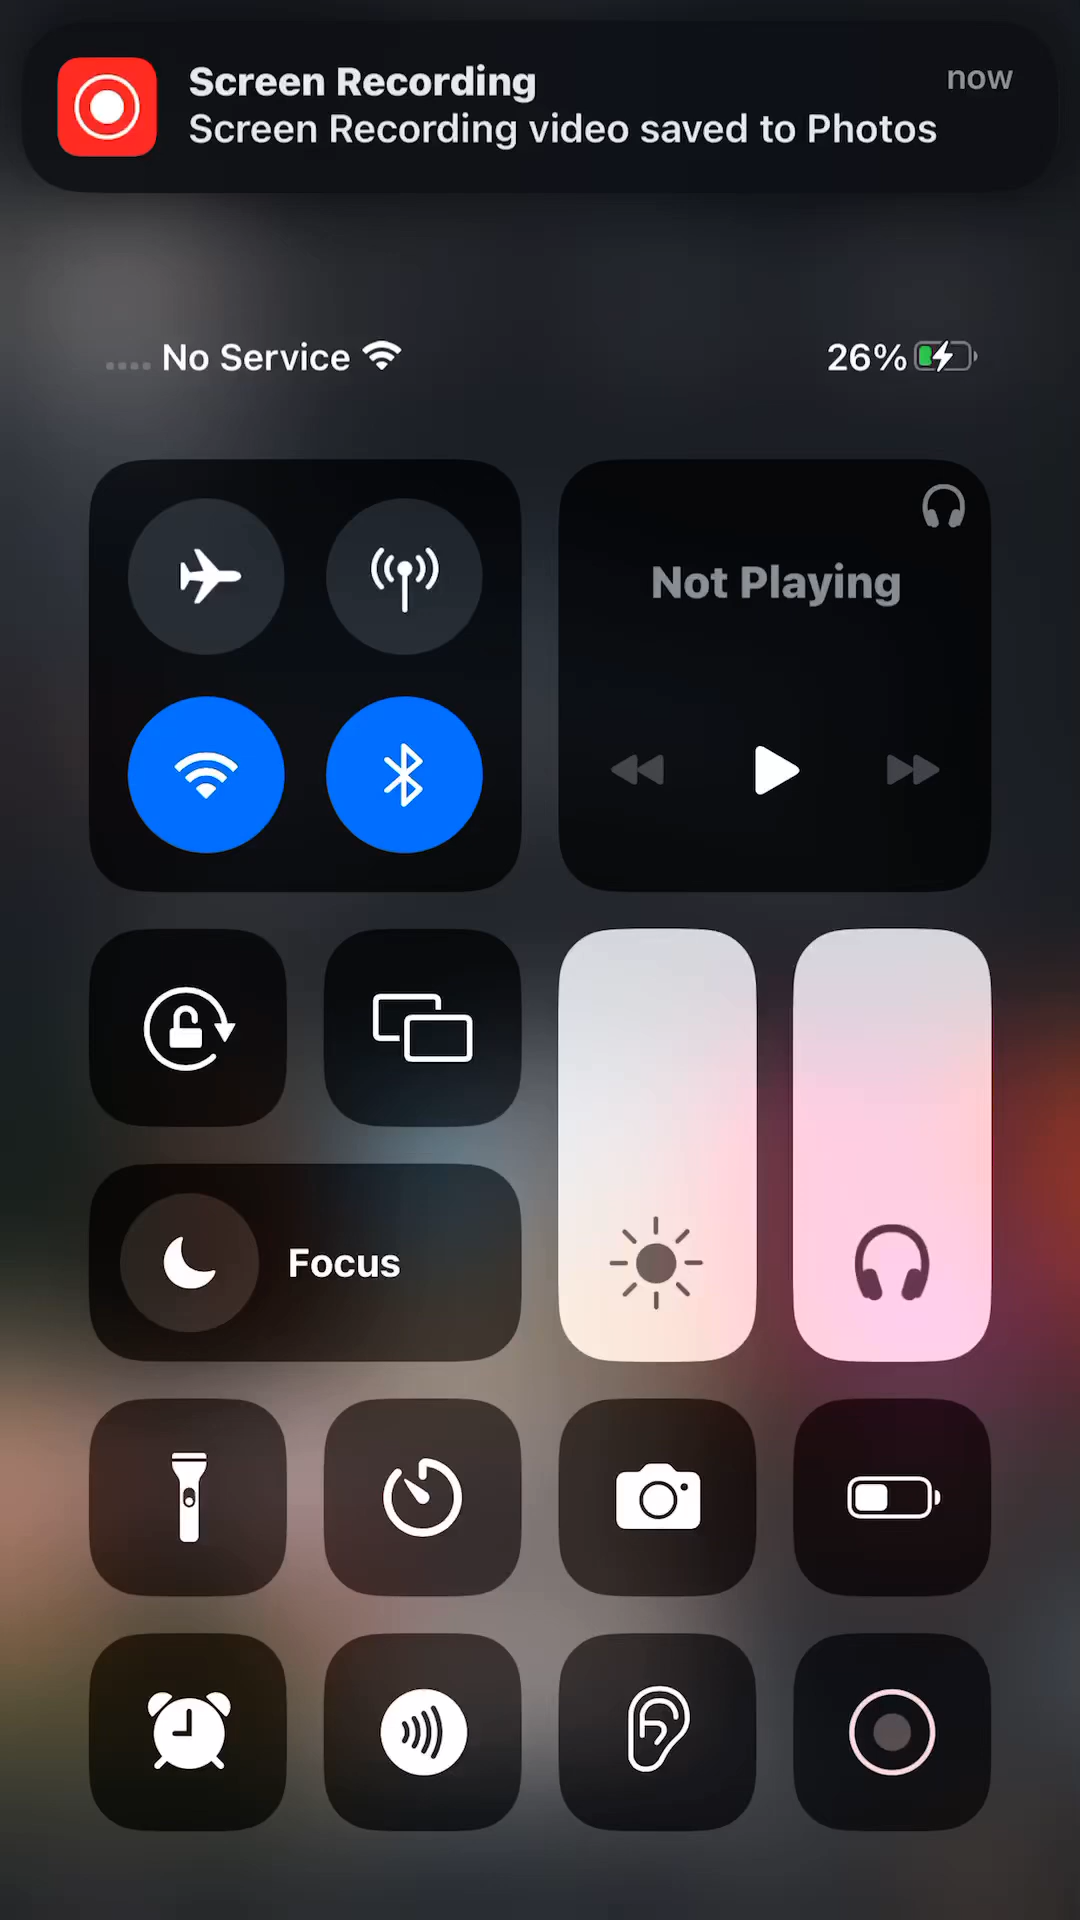 Screen Recording
now
Screen Recording video saved to Photos
No Service
26%
Not Playing
Focus